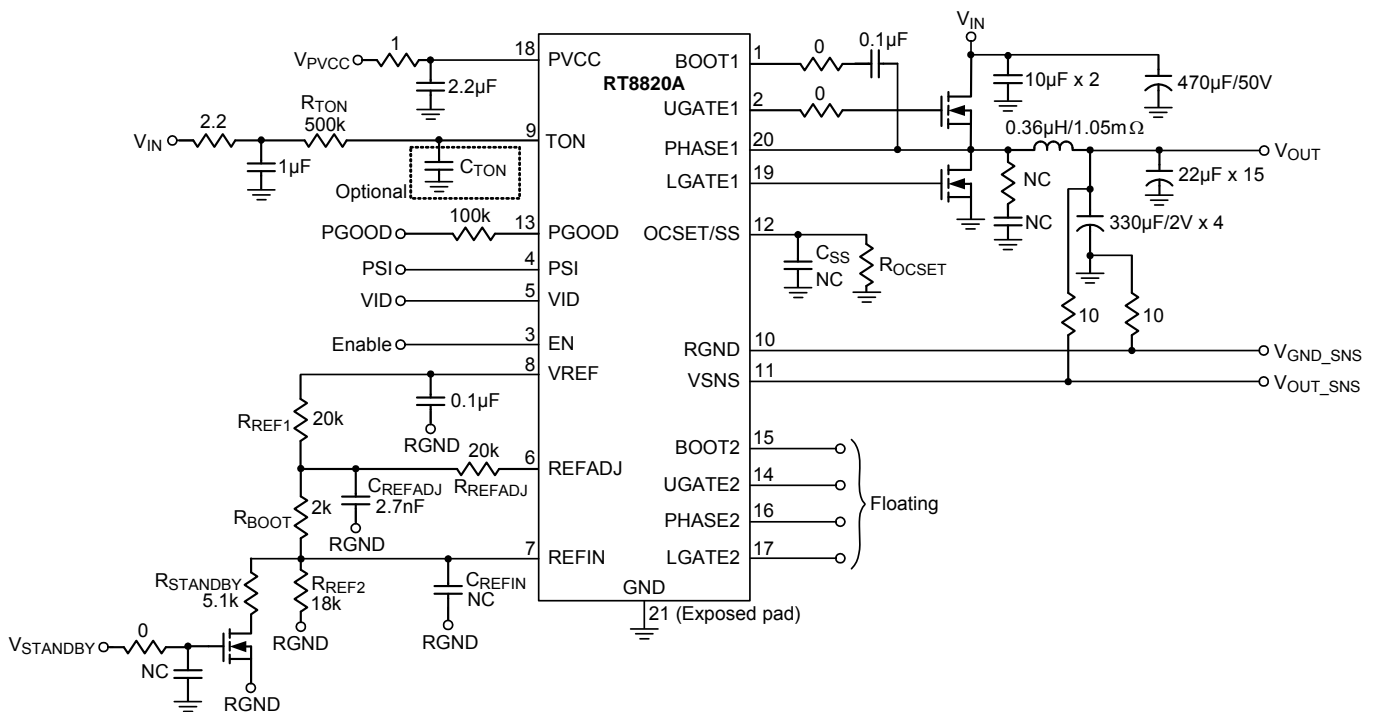 VIN
VPVCC
1
18
PVCC
2.2µF
RT8820A
BOOT1
1
0
0.1µF
10µF x 2
470µF/50V
UGATE1
2
0
VIN
2.2
RTON
500k
9
TON
1µF
CTON
Optional
PHASE1
20
0.36µH/1.05mΩ
VOUT
LGATE1
19
NC
NC
22µF x 15
330µF/2V x 4
PGOOD
100k
13
PGOOD
OCSET/SS
12
CSS
NC
ROCSET
PSI
4
PSI
VID
5
VID
10
10
Enable
3
EN
RGND
10
VGND_SNS
8
VREF
VSNS
11
VOUT_SNS
0.1µF
RGND
RREF1
20k
6
REFADJ
20k
RREFADJ
CREFADJ
2.7nF
RGND
BOOT2
15
UGATE2
14
PHASE2
16
LGATE2
17
Floating
RBOOT
2k
7
REFIN
RSTANDBY
5.1k
RREF2
18k
RGND
CREFIN
NC
RGND
GND
21 (Exposed pad)
VSTANDBY
0
NC
RGND